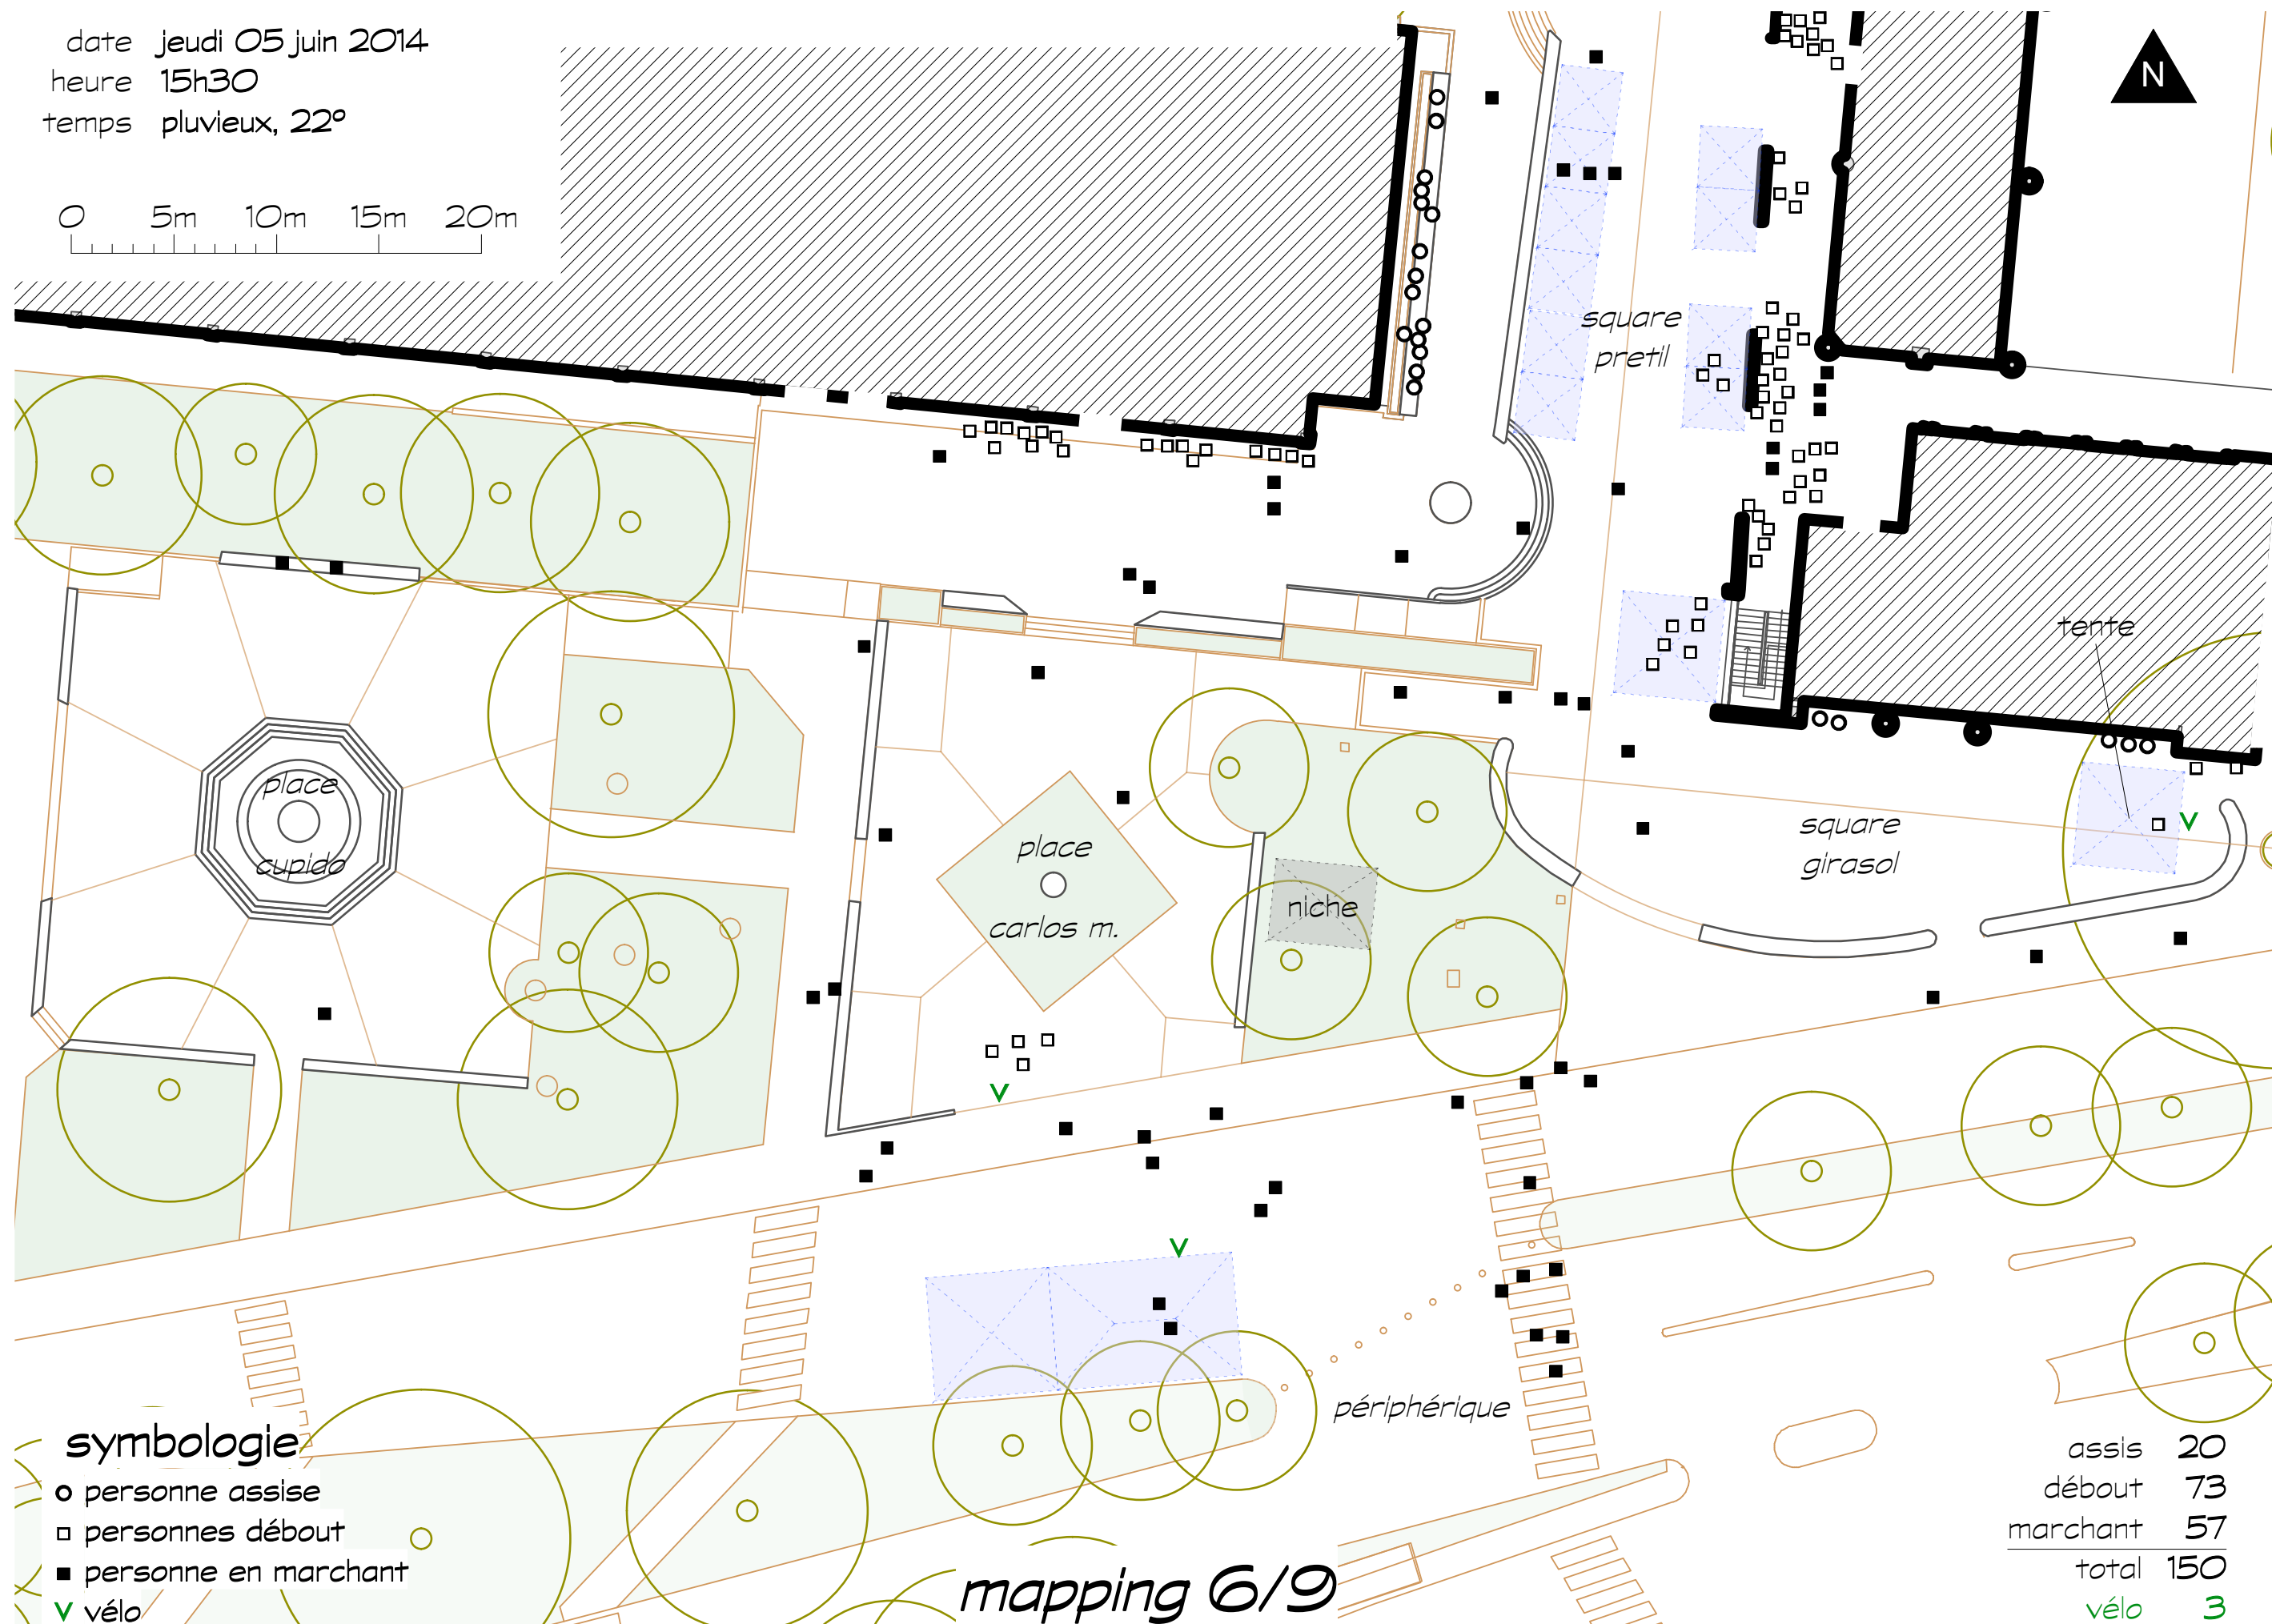 date jeudi 05 juin 2014
heure 15h30
temps pluvieux, 22º
0 5m 10m 15m 20m
N
square
pretil
tente
place
cupido
place
carlos m.
niche
square
girasol
périphérique
symbologie
personne assise
personnes débout
personne en marchant
vélo
mapping 6/9
assis 20
débout 73
marchant 57
total 150
vélo 3